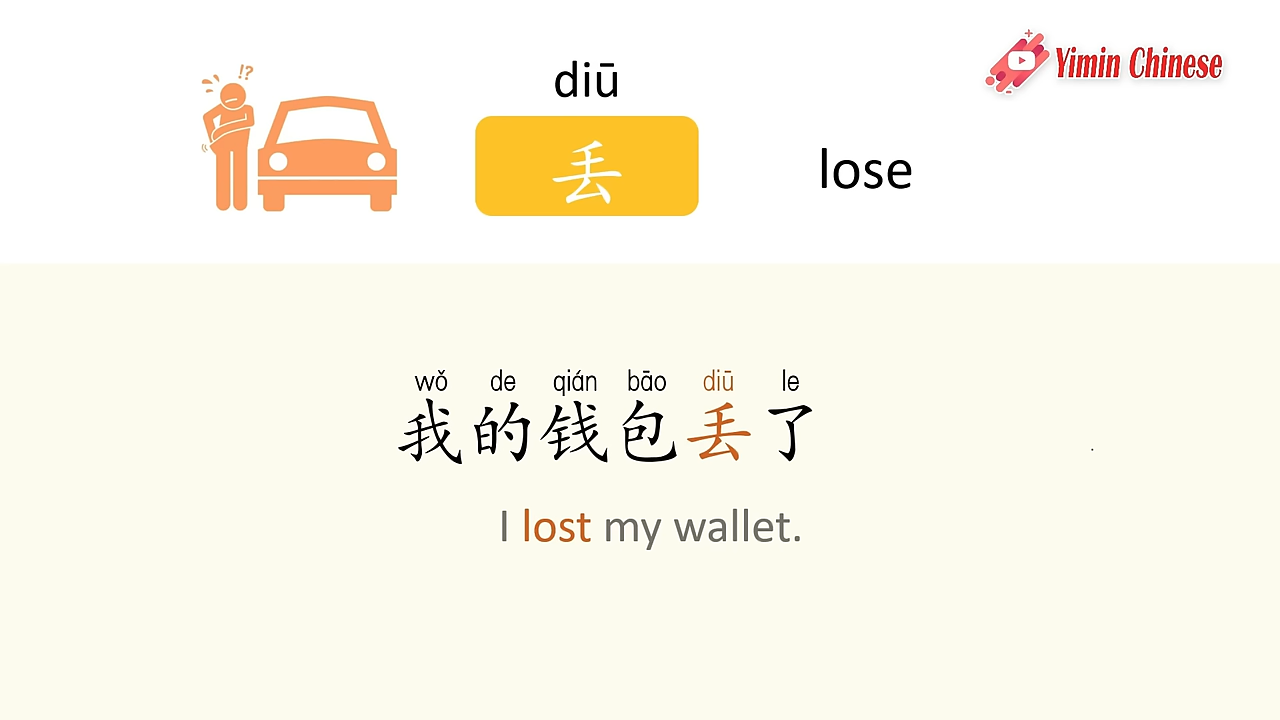 !?
diū
丢
lose
Yimin Chinese
wǒ de qián bāo diū le
我的钱包丢了
I lost my wallet.